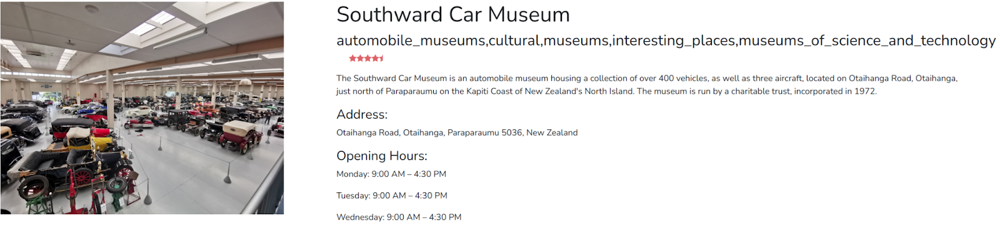 Southward Car Museum
automobile_museums,cultural,museums,interesting_places,museums_of_science_and_technology
The Southward Car Museum is an automobile museum housing a collection of over 400 vehicles, as well as three aircraft, located on Otaihanga Road, Otaihanga,
just north of Paraparaumu on the Kapiti Coast of New Zealand's North Island. The museum is run by a charitable trust, incorporated in 1972.
Address:
Otaihanga Road, Otaihanga, Paraparaumu 5036, New Zealand
Opening Hours:
Monday: 9:00 AM – 4:30 PM
Tuesday: 9:00 AM – 4:30 PM
Wednesday: 9:00 AM – 4:30 PM